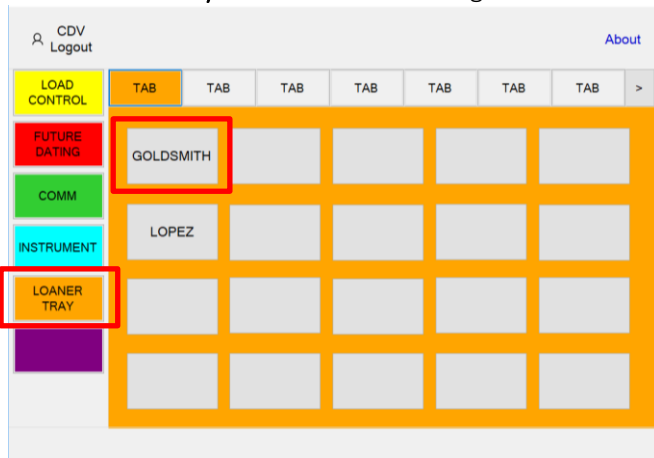 CDV
Logout
About
LOAD
CONTROL
TAB TAB TAB TAB TAB TAB TAB >
FUTURE
DATING
GOLDSMITH
COMM
LOPEZ
INSTRUMENT
LOANER
TRAY